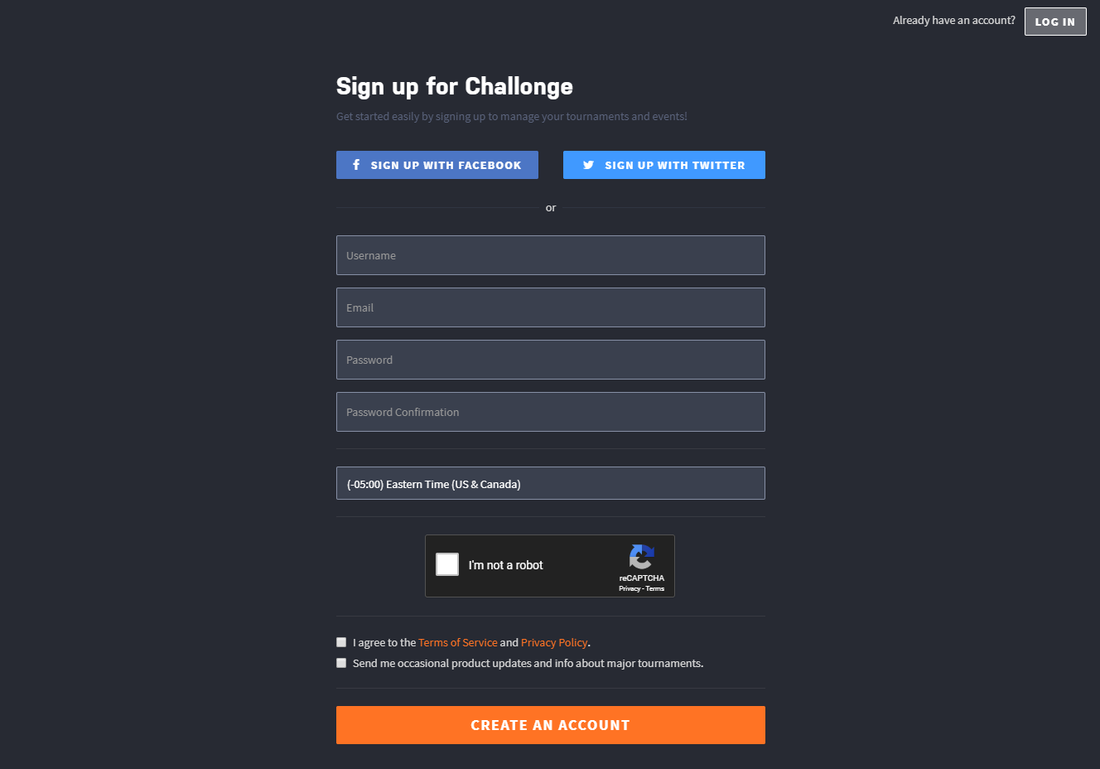 Already have an account?
LOG IN
Sign up for Challonge
Get started easily by signing up to manage your tournaments and events!
SIGN UP WITH FACEBOOK
SIGN UP WITH TWITTER
or
Username
Email
Password
Password Confirmation
(-05:00) Eastern Time (US & Canada)
I'm not a robot
reCAPTCHA
Privacy - Terms
I agree to the Terms of Service and Privacy Policy.
Send me occasional product updates and info about major tournaments.
CREATE AN ACCOUNT